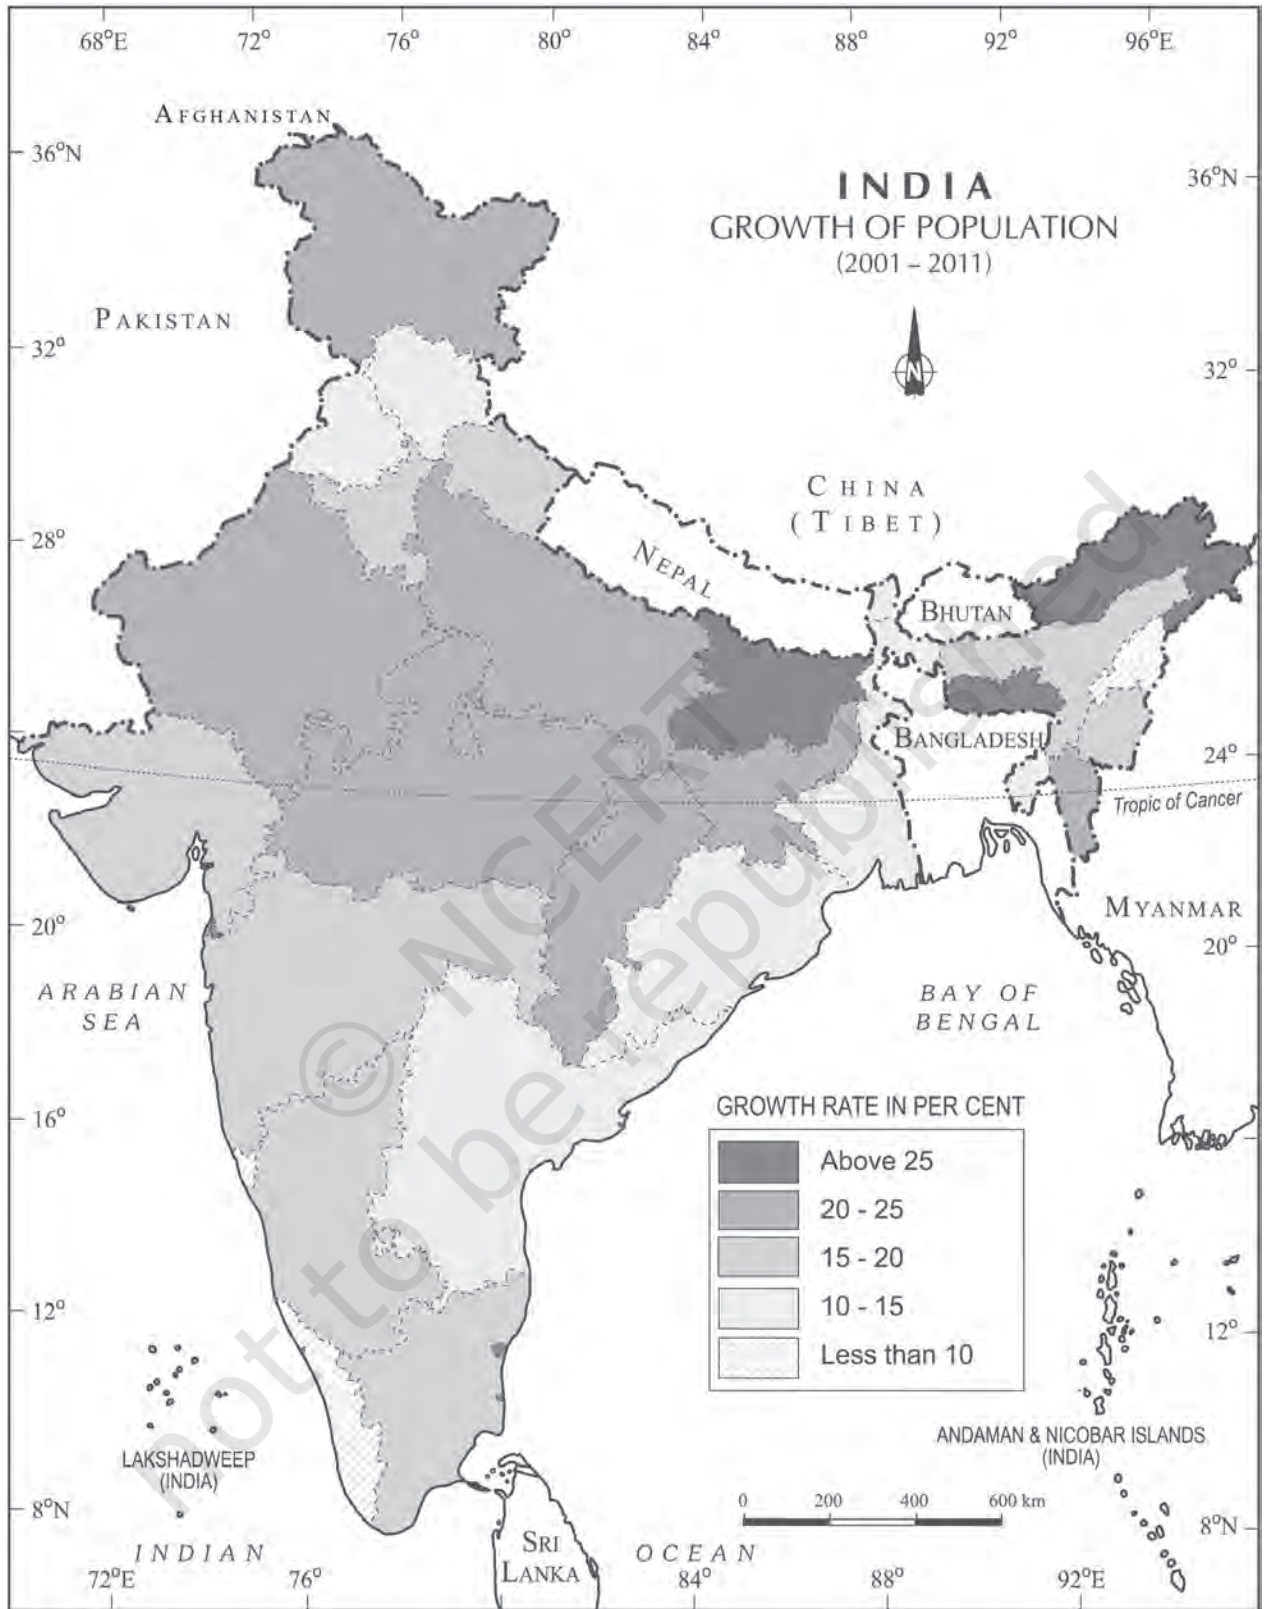 68°E 72° 76° 80° 84° 88° 92° 96°E
AFGHANISTAN
36°N
INDIA
36°N
GROWTH OF POPULATION
(2001 – 2011)
PAKISTAN
N
32°
32°
CHINA
(TIBET)
28°
NEPAL
BHUTAN
BANGLADESH
24°
Tropic of Cancer
MYANMAR
20°
20°
ARABIAN
SEA
BAY OF
BENGAL
© NCERT
not to be republished
16°
GROWTH RATE IN PER CENT
Above 25
20 - 25
15 - 20
10 - 15
Less than 10
12°
12°
LAKSHADWEEP
(INDIA)
ANDAMAN & NICOBAR ISLANDS
(INDIA)
8°N
0 200 400 600 km
8°N
INDIAN
SRI
LANKA
OCEAN
72°E 76° 84° 88° 92°E